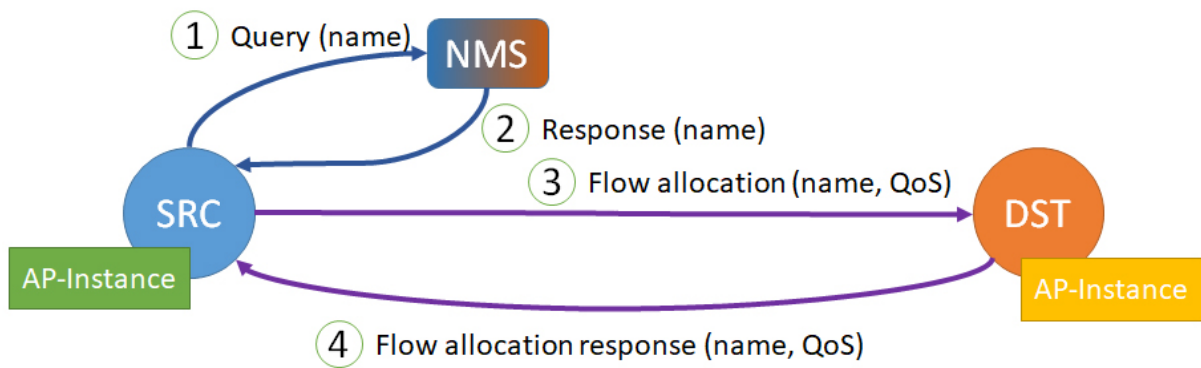 1 Query (name)
NMS
2 Response (name)
3 Flow allocation (name, QoS)
SRC
DST
AP-Instance
AP-Instance
4 Flow allocation response (name, QoS)